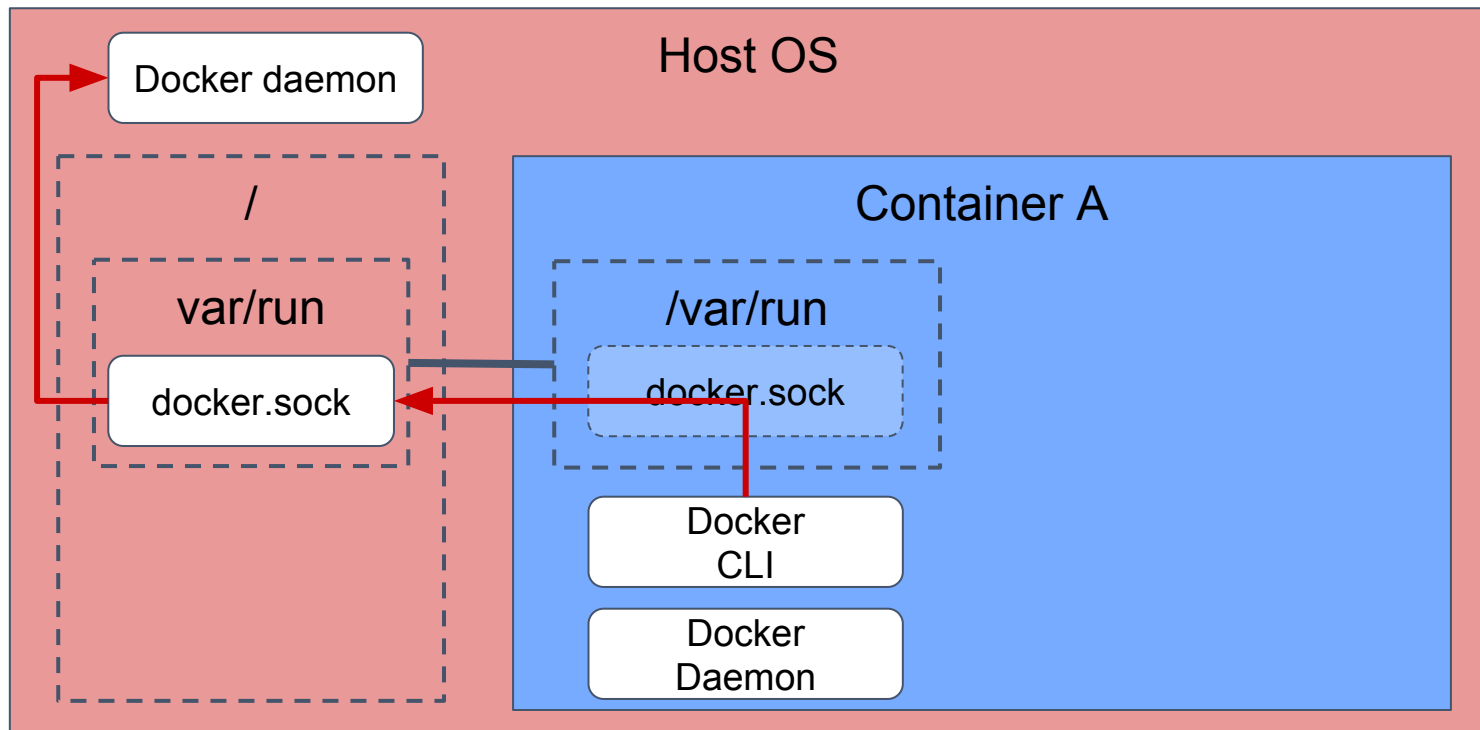 Host OS
Docker daemon
/
var/run
docker.sock
Container A
/var/run
docker.sock
Docker
CLI
Docker
Daemon